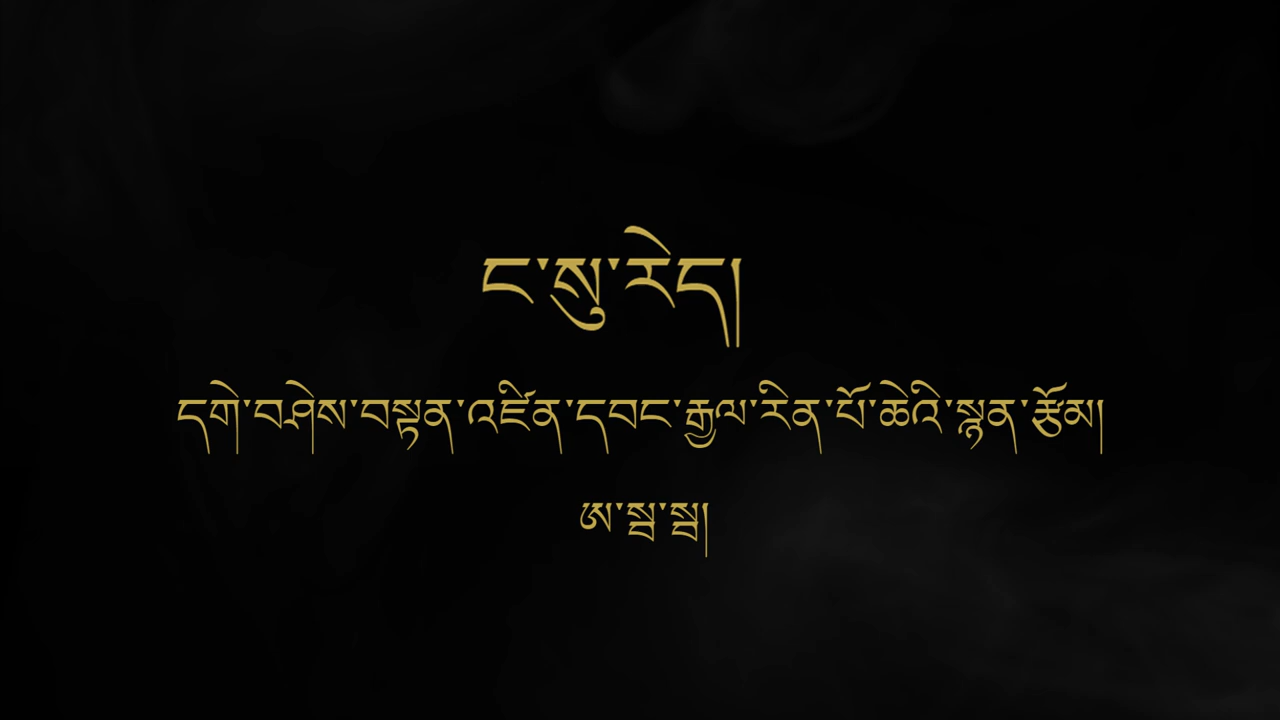 ང་སུ་རེད།
དགེ་བཤེས་བསྟན་འཛིན་དབང་རྒྱལ་རིན་པོ་ཆེའི་སྙན་རྩོམ།
ཨ་སྦ་སྦ།